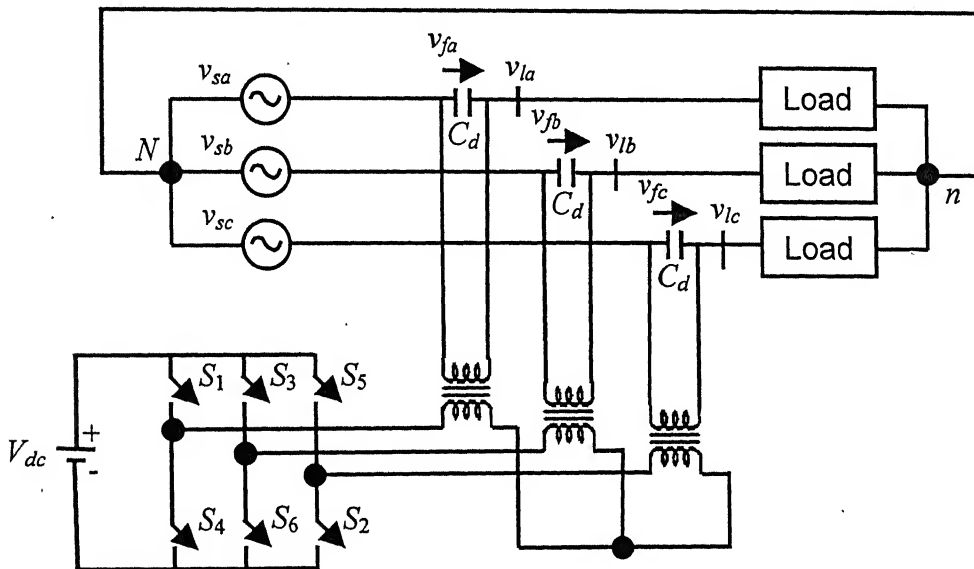 v_fa
v_sa
v_la
Load
v_fb
C_d
N
v_sb
v_lb
Load
v_fc
n
C_d
v_sc
v_lc
Load
C_d
S_1
S_3
S_5
+
V_dc
-
S_4
S_6
S_2